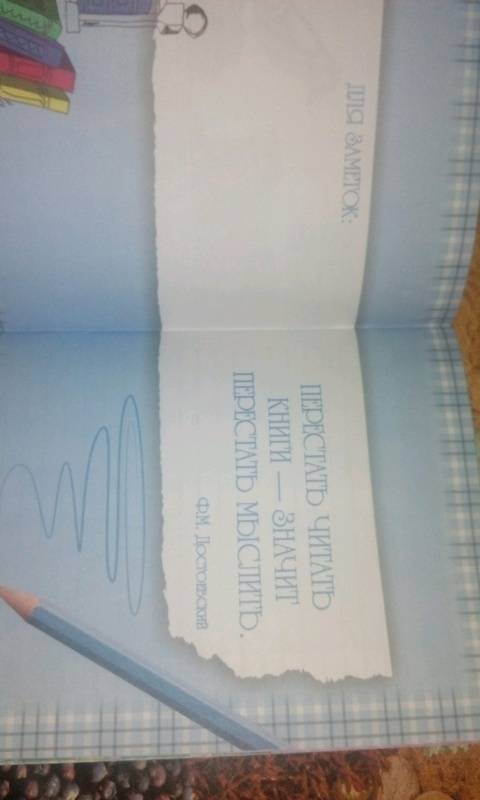 ДЛЯ ЗАМЕТОК:
ПЕРЕСТАТЬ ЧИТАТЬ
КНИГИ — ЗНАЧИТ
ПЕРЕСТАТЬ МЫСЛИТЬ.
Ф.М. Достоевский